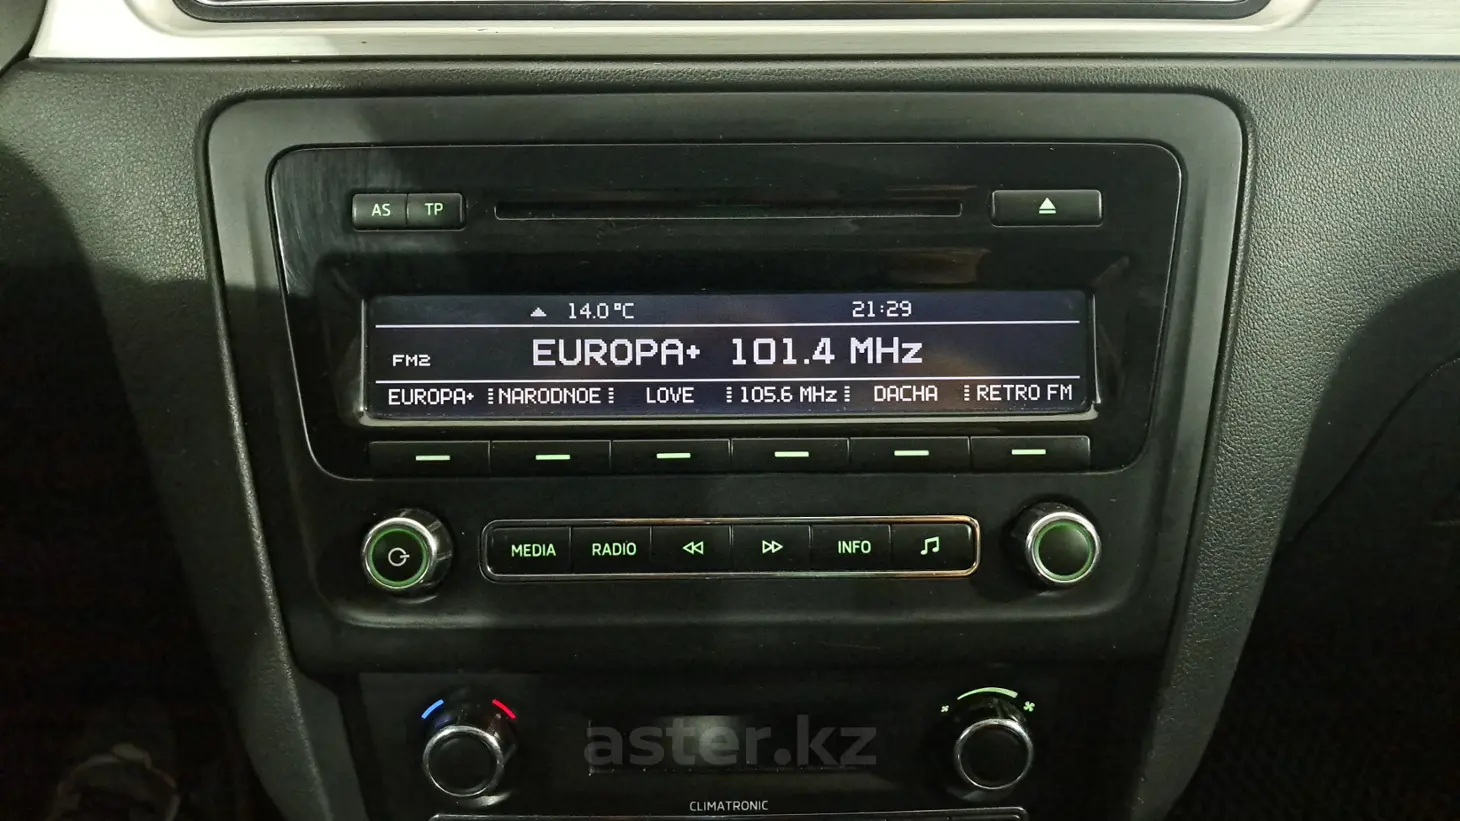 AS TP
14.0°C 21:29
FM2 EUROPA+ 101.4 MHz
EUROPA+ NARODNOE LOVE 105.6 MHz DACHA RETRO FM
MEDIA RADIO INFO
aster.kz
CLIMATRONIC